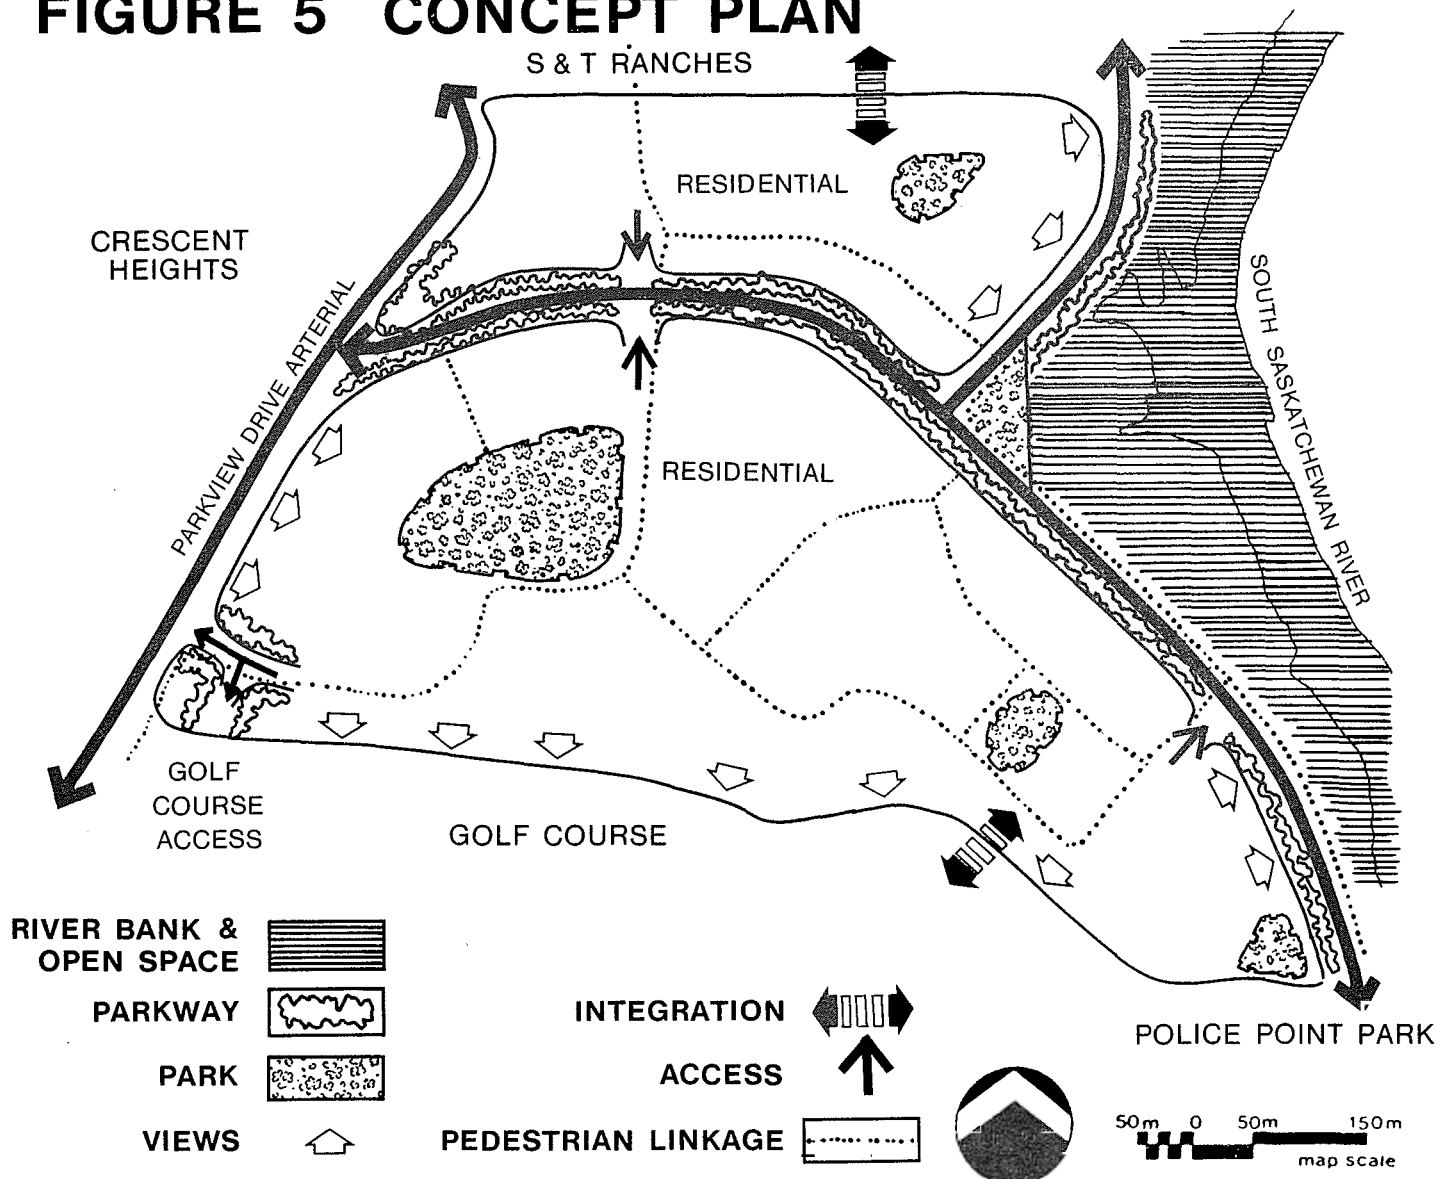 FIGURE 5 CONCEPT PLAN
S & T RANCHES
RESIDENTIAL
CRESCENT
HEIGHTS
PARKVIEW DRIVE ARTERIAL
SOUTH SASKATCHEWAN RIVER
RESIDENTIAL
GOLF
COURSE
ACCESS
GOLF COURSE
POLICE POINT PARK
RIVER BANK &
OPEN SPACE
PARKWAY
PARK
VIEWS
INTEGRATION
ACCESS
PEDESTRIAN LINKAGE
50m 0 50m 150m
map scale